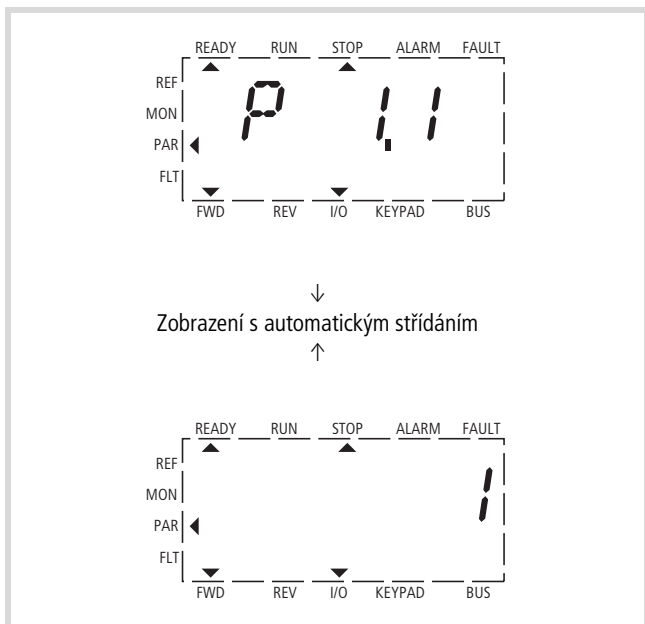 READY RUN STOP ALARM FAULT
REF
P 1.1
MON
PAR
FLT
FWD REV I/O KEYPAD BUS
↓
Zobrazení s automatickým střídáním
↑
READY RUN STOP ALARM FAULT
REF
MON
1
PAR
FLT
FWD REV I/O KEYPAD BUS